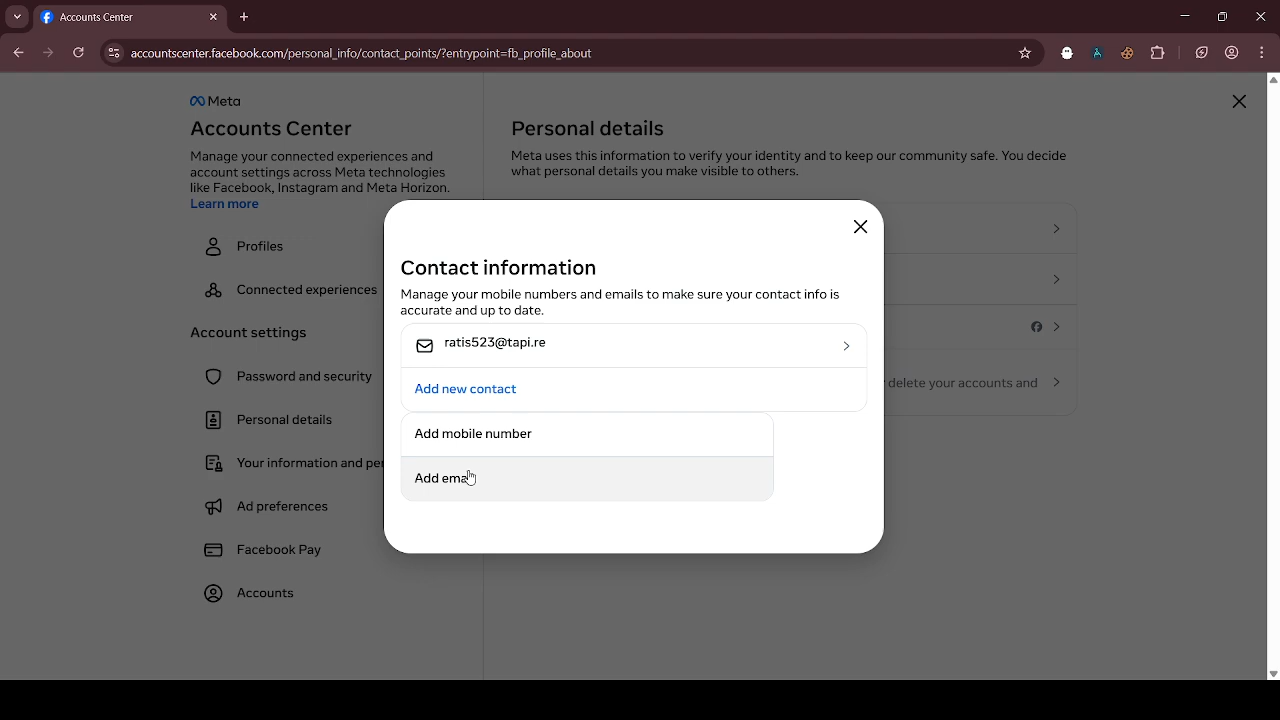 Accounts Center
accountscenter.facebook.com/personal_info/contact_points/?entrypoint=fb_profile_about
Meta
Accounts Center
Manage your connected experiences and
account settings across Meta technologies
like Facebook, Instagram and Meta Horizon.
Learn more
Profiles
Connected experiences
Account settings
Password and security
Personal details
Your information and per
Ad preferences
Facebook Pay
Accounts
Personal details
Meta uses this information to verify your identity and to keep our community safe. You decide
what personal details you make visible to others.
delete your accounts and
Contact information
Manage your mobile numbers and emails to make sure your contact info is
accurate and up to date.
ratis523@tapi.re
Add new contact
Add mobile number
Add email